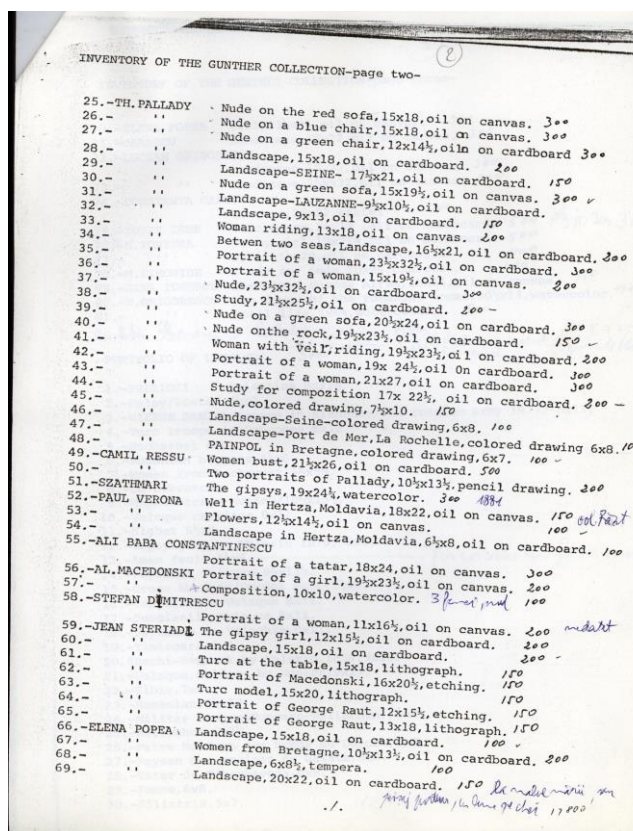 2
INVENTORY OF THE GUNTHER COLLECTION-page two-
25.-TH.PALLADY Nude on the red sofa,15x18,oil on canvas. 300
26.- '' Nude on a blue chair,15x18,oil on canvas. 300
27.- '' Nude on a green chair,12x14½,oiln on cardboard 300
28.- '' Landscape,15x18,oil on cardboard. 200
29.- '' Landscape-SEINE- 17½x21,oil on cardboard. 150
30.- '' Nude on a green sofa,15x19½,oil on canvas. 300
31.- '' Landscape-LAUZANNE-9½x10½,oil on cardboard.
32.- '' Landscape,9x13,oil on cardboard. 150
33.- '' Woman riding,13x18,oil on canvas. 200
34.- '' Betwen two seas,Landscape,16½x21,oil on cardboard. 200
35.- '' Portrait of a woman,23½x32½,oil on cardboard. 300
36.- '' Portrait of a woman,15x19½,oil on canvas. 200
37.- '' Nude,23½x32½,oil on cardboard. 300
38.- '' Study,21½x25½,oil on cardboard. 200 -
39.- '' Nude on a green sofa,20½x24,oil on cardboard. 300
40.- '' Nude onthe rock,19½x23½,oil on cardboard. 150 -
41.- '' Woman with veil,riding,19½x23½,oil on cardboard. 200
42.- '' Portrait of a woman,19x 24½,oil 0n cardboard. 300
43.- '' Portrait of a woman,21x27,oil on cardboard. 300
44.- '' Study for compozition 17x 22½, oil on cardboard. 200 -
45.- '' Nude,colored drawing,7½x10. 150
46.- '' Landscape-Seine-colored drawing,6x8. 100
47.- '' Landscape-Port de Mer,La Rochelle,colored drawing 6x8.
48.- '' PAINPOL in Bretagne,colored drawing,6x7. 100 -
49.-CAMIL RESSU Women bust,21½x26,oil on cardboard. 500
50.- '' Two portraits of Pallady,10½x13½,pencil drawing. 200
51.-SZATHMARI The gipsys,19x24½,watercolor. 300 1881
52.-PAUL VERONA Well in Hertza,Moldavia,18x22,oil on canvas. 150
53.- '' Flowers,12½x14½,oil on canvas. 100 -
54.- '' Landscape in Hertza,Moldavia,6½x8,oil on cardboard. 100
55.-ALI BABA CONSTANTINESCU
Portrait of a tatar,18x24,oil on canvas. 300
56.-AL.MACEDONSKI Portrait of a girl,19½x23½,oil on canvas. 200
57.- '' Composition,10x10,watercolor. 3 100
58.-STEFAN DIMITRESCU
Portrait of a woman,11x16½,oil on canvas. 200
59.-JEAN STERIADI The gipsy girl,12x15½,oil on cardboard. 200
60.- '' Landscape,15x18,oil on cardboard. 200 -
61.- '' Turc at the table,15x18,lithograph. 150
62.- '' Portrait of Macedonski,16x20½,etching. 150
63.- '' Turc model,15x20,lithograph. 150
64.- '' Portrait of George Raut,12x15½,etching. 150
65.- '' Portrait of George Raut,13x18,lithograph. 150
66.-ELENA POPEA Landscape,15x18,oil on cardboard. 100
67.- '' Women from Bretagne,10½x13½,oil on cardboard. 200
68.- '' Landscape,6x8½,tempera. 100
69.- Landscape,20x22,oil on cardboard. 150
./.